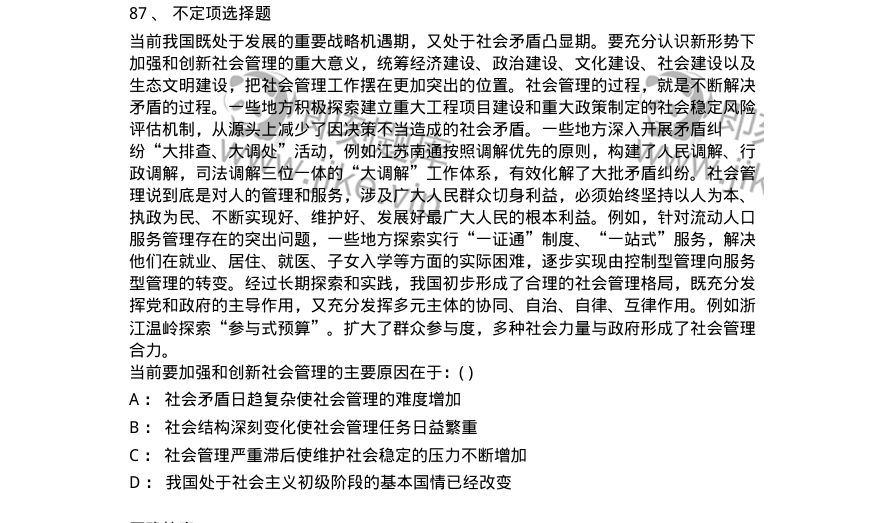 87 、 不定项选择题
当前我国既处于发展的重要战略机遇期，又处于社会矛盾凸显期。要充分认识新形势下
加强和创新社会管理的重大意义，统筹经济建设、政治建设、文化建设、社会建设以及
生态文明建设，把社会管理工作摆在更加突出的位置。社会管理的过程，就是不断解决
矛盾的过程。一些地方积极探索建立重大工程项目建设和重大政策制定的社会稳定风险
评估机制，从源头上减少了因决策不当造成的社会矛盾。一些地方深入开展矛盾纠
纷“大排查、大调处”活动，例如江苏南通按照调解优先的原则，构建了人民调解、行
政调解，司法调解三位一体的“大调解”工作体系，有效化解了大批矛盾纠纷。社会管
理说到底是对人的管理和服务，涉及广大人民群众切身利益，必须始终坚持以人为本、
执政为民、不断实现好、维护好、发展好最广大人民的根本利益。例如，针对流动人口
服务管理存在的突出问题，一些地方探索实行“一证通”制度、“一站式”服务，解决
他们在就业、居住、就医、子女入学等方面的实际困难，逐步实现由控制型管理向服务
型管理的转变。经过长期探索和实践，我国初步形成了合理的社会管理格局，既充分发
挥党和政府的主导作用，又充分发挥多元主体的协同、自治、自律、互律作用。例如浙
江温岭探索“参与式预算”。扩大了群众参与度，多种社会力量与政府形成了社会管理
合力。
当前要加强和创新社会管理的主要原因在于：( )
A ： 社会矛盾日趋复杂使社会管理的难度增加
B ： 社会结构深刻变化使社会管理任务日益繁重
C ： 社会管理严重滞后使维护社会稳定的压力不断增加
D ： 我国处于社会主义初级阶段的基本国情已经改变